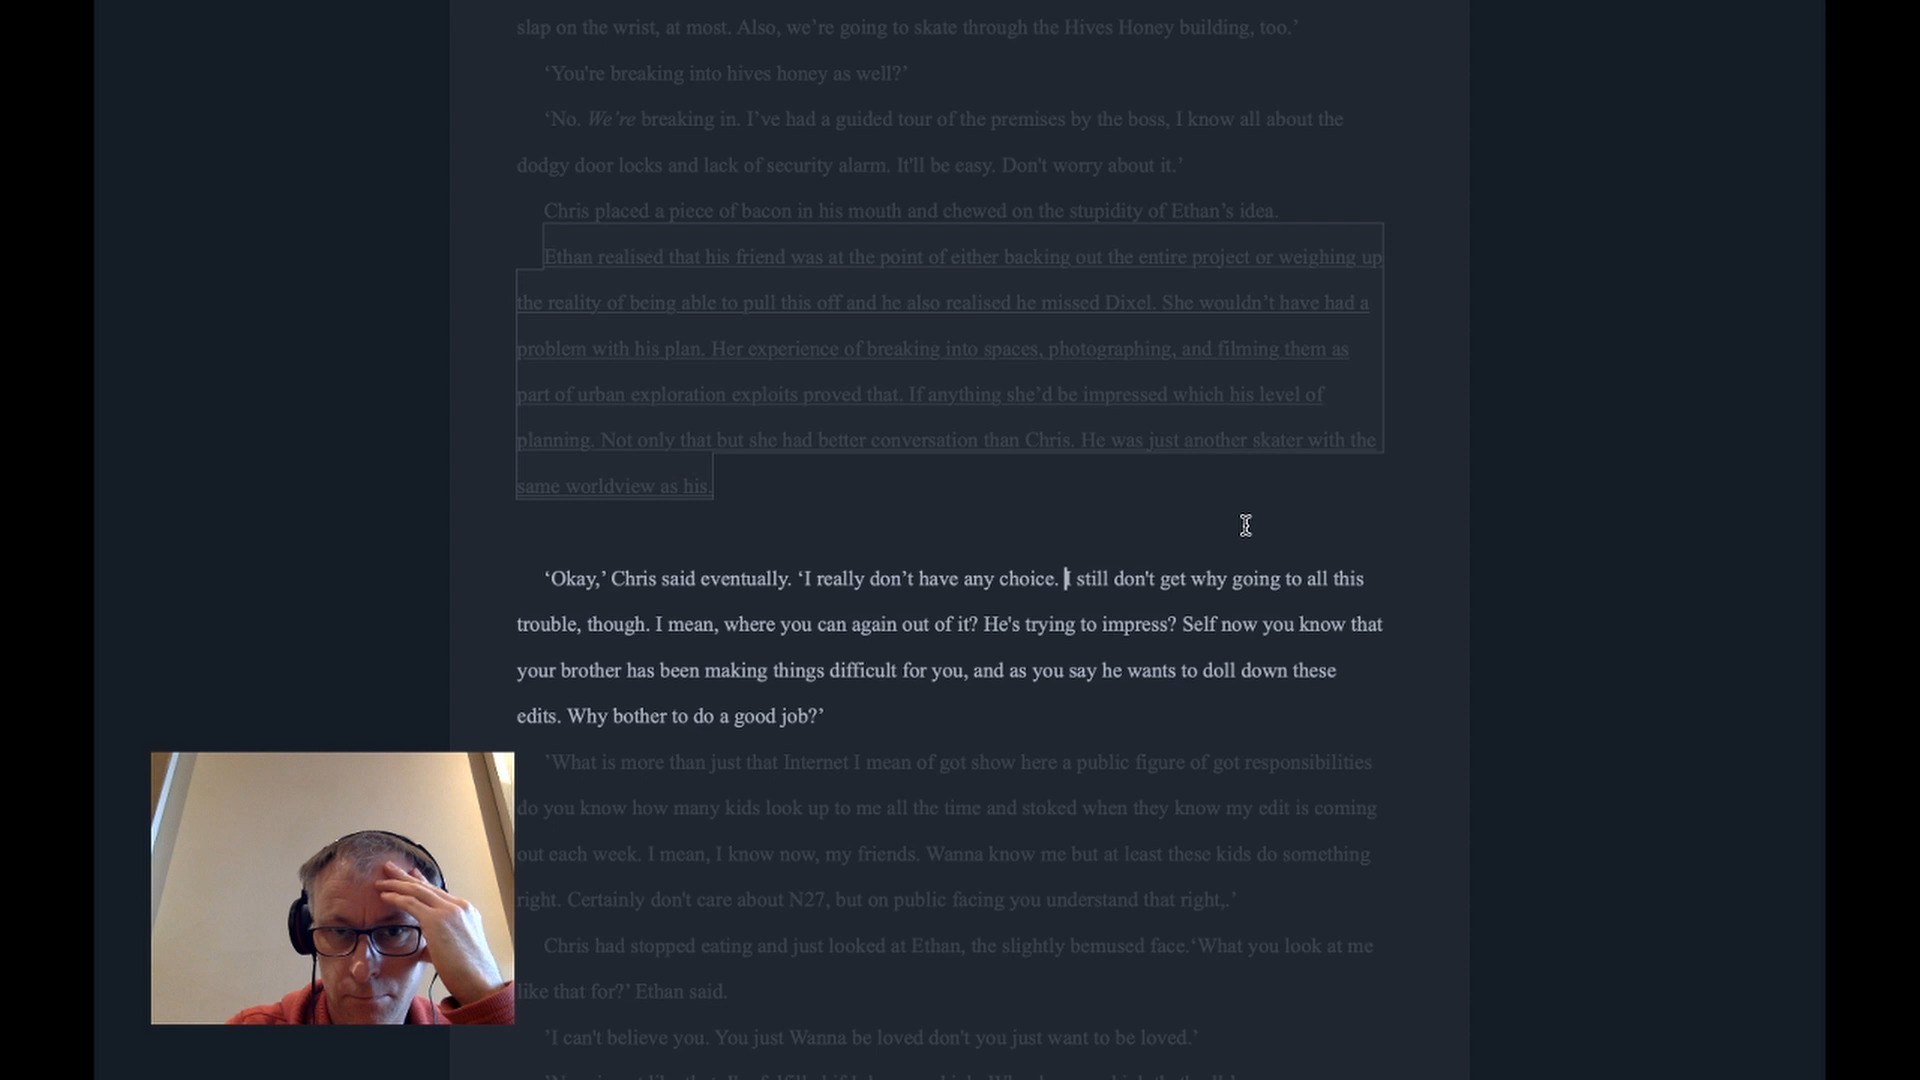 slap on the wrist, at most. Also, we’re going to skate through the Hives Honey building, too.’
‘You're breaking into hives honey as well?’
‘No. We’re breaking in. I’ve had a guided tour of the premises by the boss, I know all about the
dodgy door locks and lack of security alarm. It'll be easy. Don't worry about it.’
Chris placed a piece of bacon in his mouth and chewed on the stupidity of Ethan’s idea.
Ethan realised that his friend was at the point of either backing out the entire project or weighing up
the reality of being able to pull this off and he also realised he missed Dixel. She wouldn’t have had a
problem with his plan. Her experience of breaking into spaces, photographing, and filming them as
part of urban exploration exploits proved that. If anything she’d be impressed which his level of
planning. Not only that but she had better conversation than Chris. He was just another skater with the
same worldview as his.
‘Okay,’ Chris said eventually. ‘I really don’t have any choice. I still don't get why going to all this
trouble, though. I mean, where you can again out of it? He's trying to impress? Self now you know that
your brother has been making things difficult for you, and as you say he wants to doll down these
edits. Why bother to do a good job?’
’What is more than just that Internet I mean of got show here a public figure of got responsibilities
do you know how many kids look up to me all the time and stoked when they know my edit is coming
out each week. I mean, I know now, my friends. Wanna know me but at least these kids do something
right. Certainly don't care about N27, but on public facing you understand that right,.’
Chris had stopped eating and just looked at Ethan, the slightly bemused face.‘What you look at me
like that for?’ Ethan said.
’I can't believe you. You just Wanna be loved don't you just want to be loved.’